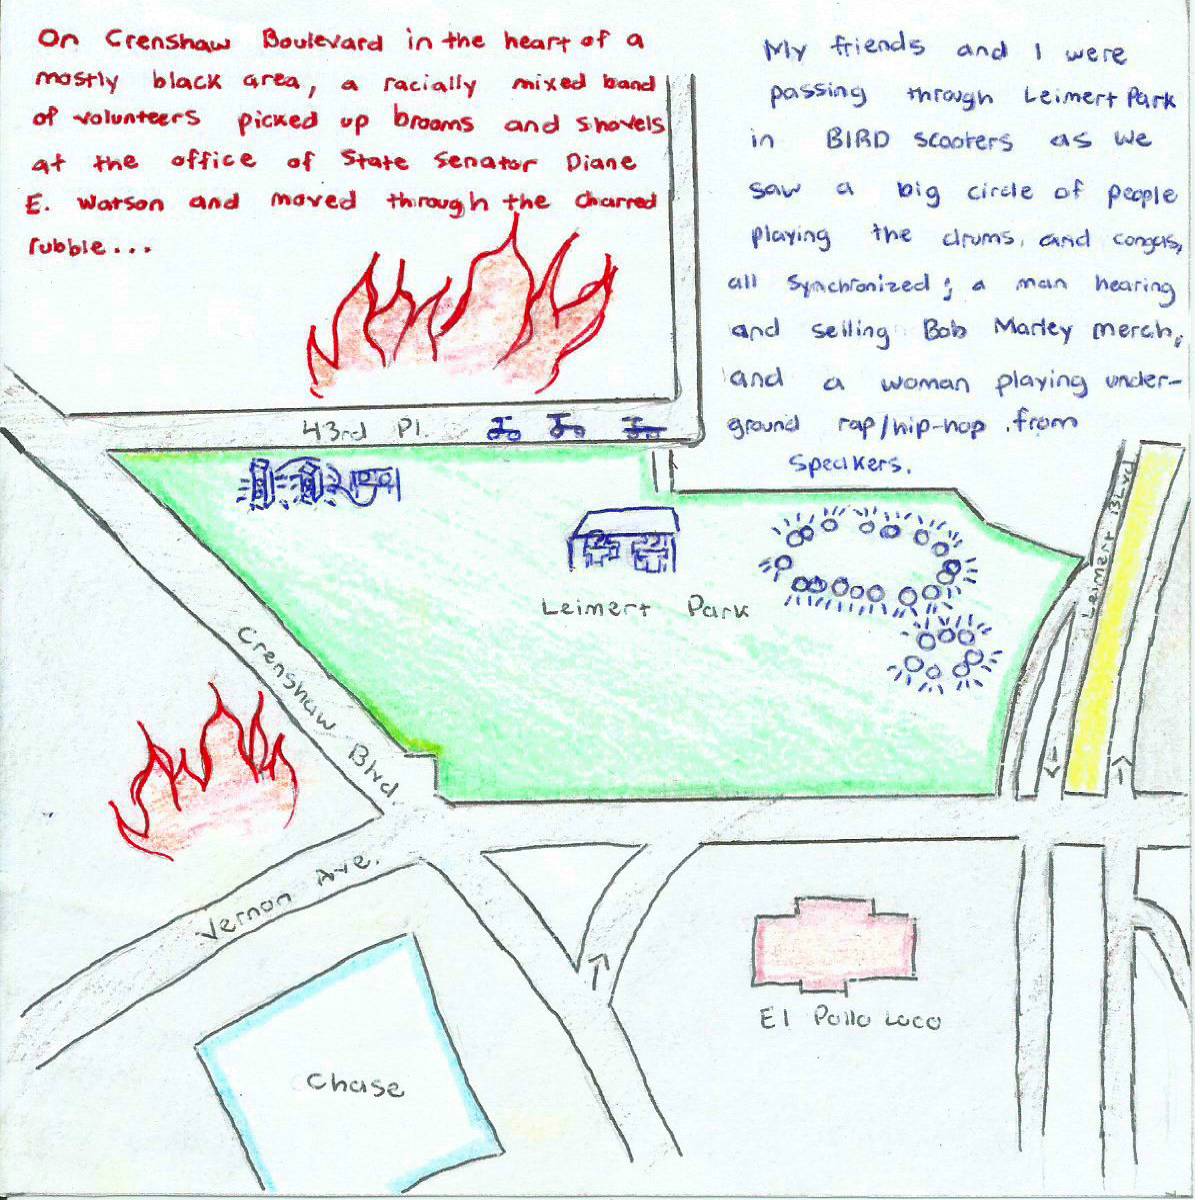 On Crenshaw Boulevard in the heart of a
mostly black area, a racially mixed band
of volunteers picked up brooms and shovels
at the office of State Senator Diane
E. Watson and moved through the charred
rubble...
My friends and I were
passing through Leimert Park
in BIRD scooters as we
saw a big circle of people
playing the drums, and congas,
all synchronized; a man hearing
and selling Bob Marley merch,
and a woman playing under-
ground rap/hip-hop from
speakers.
43rd Pl.
Leimert Blvd
Leimert Park
Crenshaw Blvd.
Vernon Ave.
El Pollo Loco
Chase